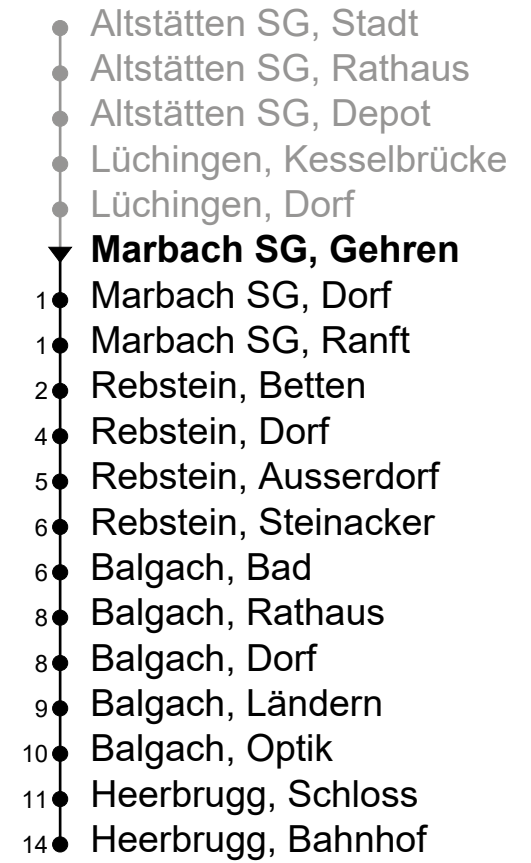 Altstätten SG, Stadt
Altstätten SG, Rathaus
Altstätten SG, Depot
Lüchingen, Kesselbrücke
Lüchingen, Dorf
Marbach SG, Gehren
1 Marbach SG, Dorf
1 Marbach SG, Ranft
2 Rebstein, Betten
4 Rebstein, Dorf
5 Rebstein, Ausserdorf
6 Rebstein, Steinacker
6 Balgach, Bad
8 Balgach, Rathaus
8 Balgach, Dorf
9 Balgach, Ländern
10 Balgach, Optik
11 Heerbrugg, Schloss
14 Heerbrugg, Bahnhof